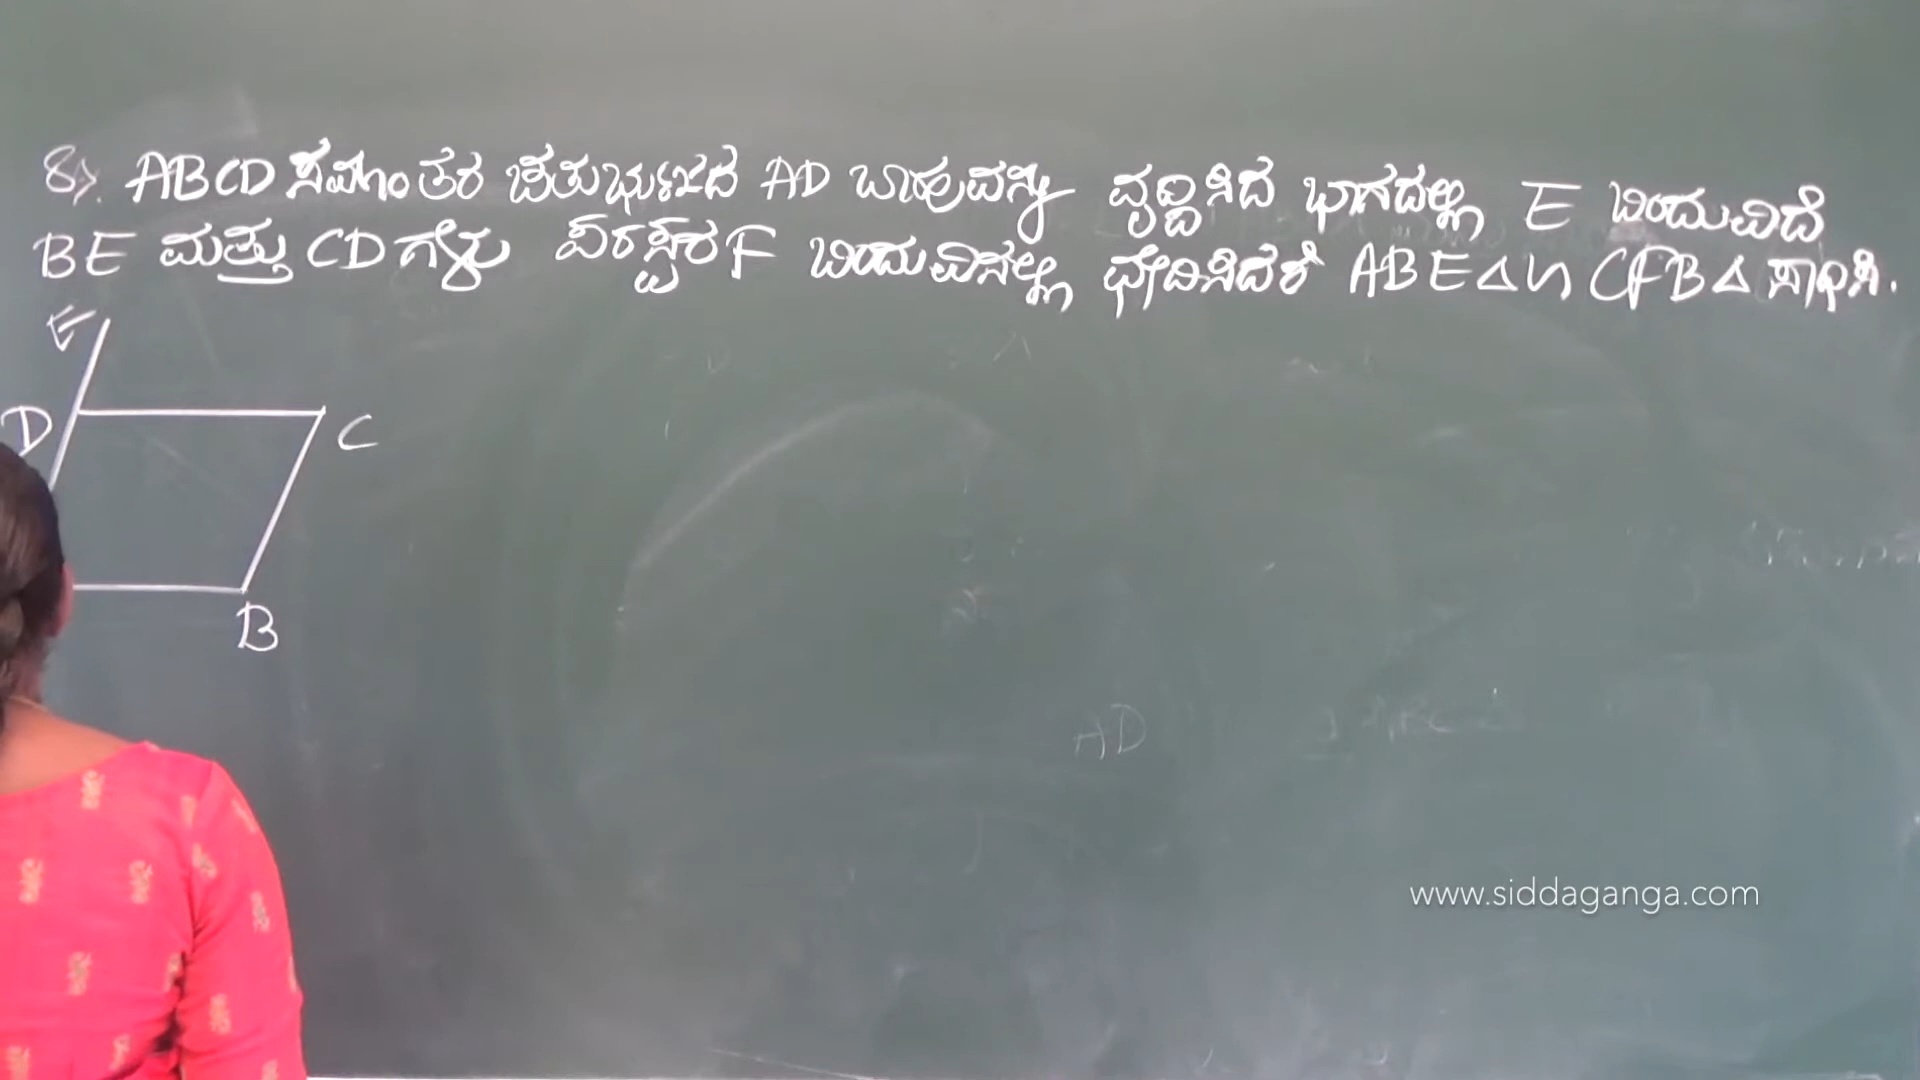 8). ABCD ಸಮಾಂತರ ಚತುರ್ಭುಜದ AD ಬಾಹುವನ್ನು ವೃದ್ಧಿಸಿದ ಭಾಗದಲ್ಲಿ E ಬಿಂದುವಿದೆ
BE ಮತ್ತು CD ಗಳು ಪರಸ್ಪರ F ಬಿಂದುವಿನಲ್ಲಿ ಛೇದಿಸಿದರೆ ABE∆ ∽ CFB∆ ಸಾಧಿಸಿ.
E
D
C
B
AD
www.siddaganga.com